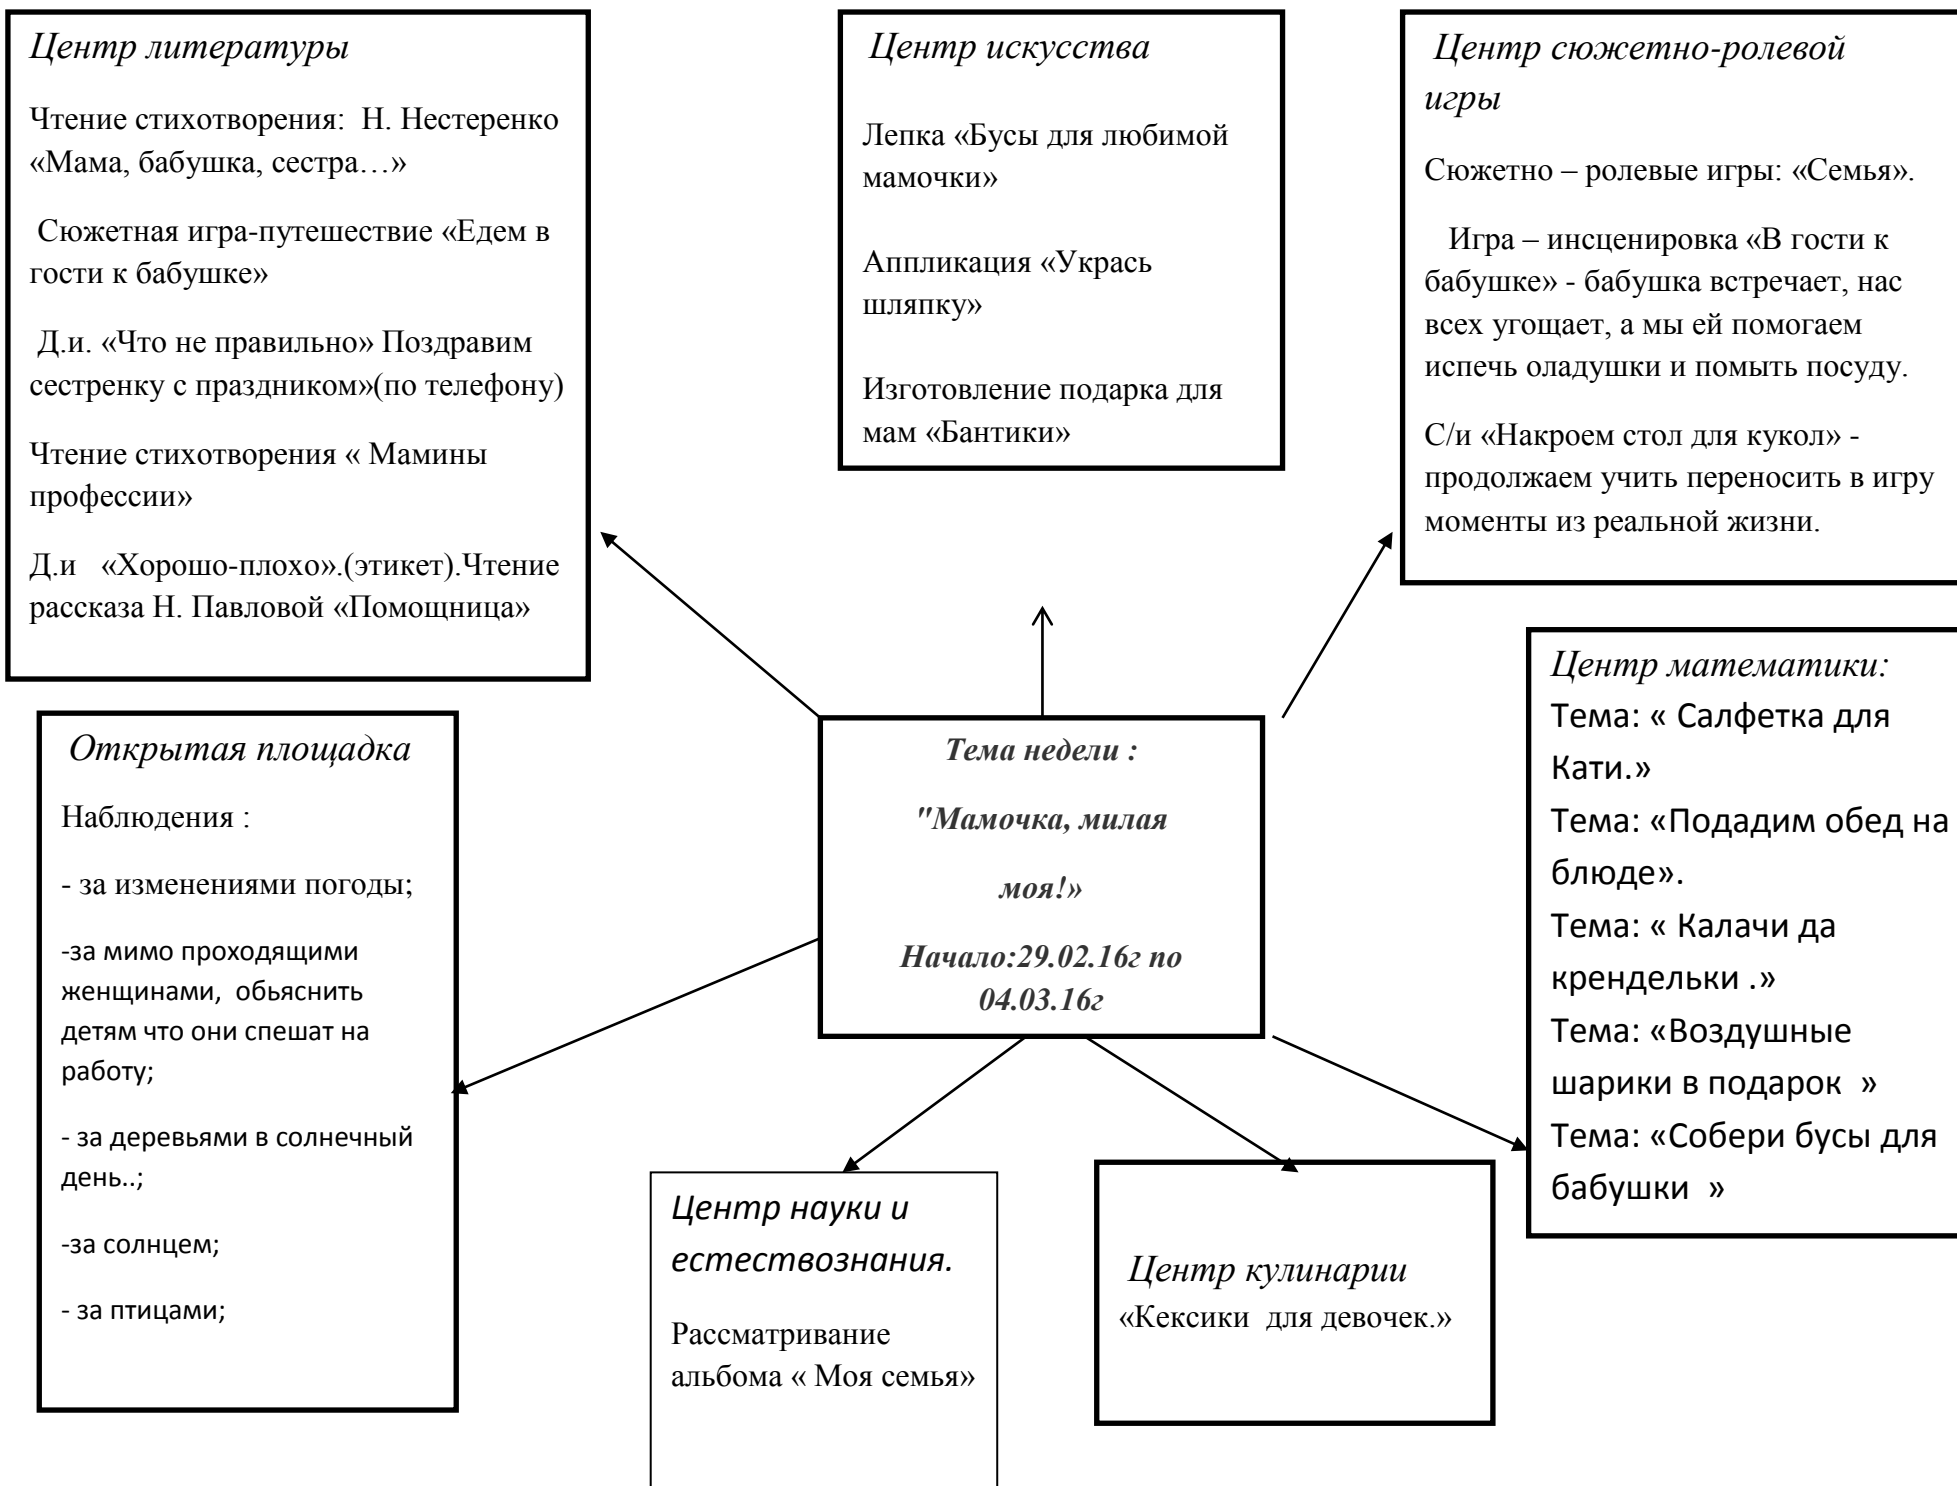 Центр литературы
Чтение стихотворения:  Н. Нестеренко
«Мама, бабушка, сестра…»
Сюжетная игра-путешествие «Едем в
гости к бабушке»
Д.и. «Что не правильно» Поздравим
сестренку с праздником»(по телефону)
Чтение стихотворения « Мамины
профессии»
Д.и   «Хорошо-плохо».(этикет).Чтение
рассказа Н. Павловой «Помощница»
Центр искусства
Лепка «Бусы для любимой
мамочки»
Аппликация «Укрась
шляпку»
Изготовление подарка для
мам «Бантики»
Центр сюжетно-ролевой
игры
Сюжетно – ролевые игры: «Семья».
Игра – инсценировка «В гости к
бабушке» - бабушка встречает, нас
всех угощает, а мы ей помогаем
испечь оладушки и помыть посуду.
С/и «Накроем стол для кукол» -
продолжаем учить переносить в игру
моменты из реальной жизни.
Открытая площадка
Наблюдения :
- за изменениями погоды;
-за мимо проходящими
женщинами,  обьяснить
детям что они спешат на
работу;
- за деревьями в солнечный
день..;
-за солнцем;
- за птицами;
Тема недели :
"Мамочка, милая
моя!»
Начало:29.02.16г по
04.03.16г
Центр математики:
Тема: « Салфетка для
Кати.»
Тема: «Подадим обед на
блюде».
Тема: « Калачи да
крендельки .»
Тема: «Воздушные
шарики в подарок  »
Тема: «Собери бусы для
бабушки  »
Центр науки и
естествознания.
Рассматривание
альбома « Моя семья»
Центр кулинарии
«Кексики  для девочек.»